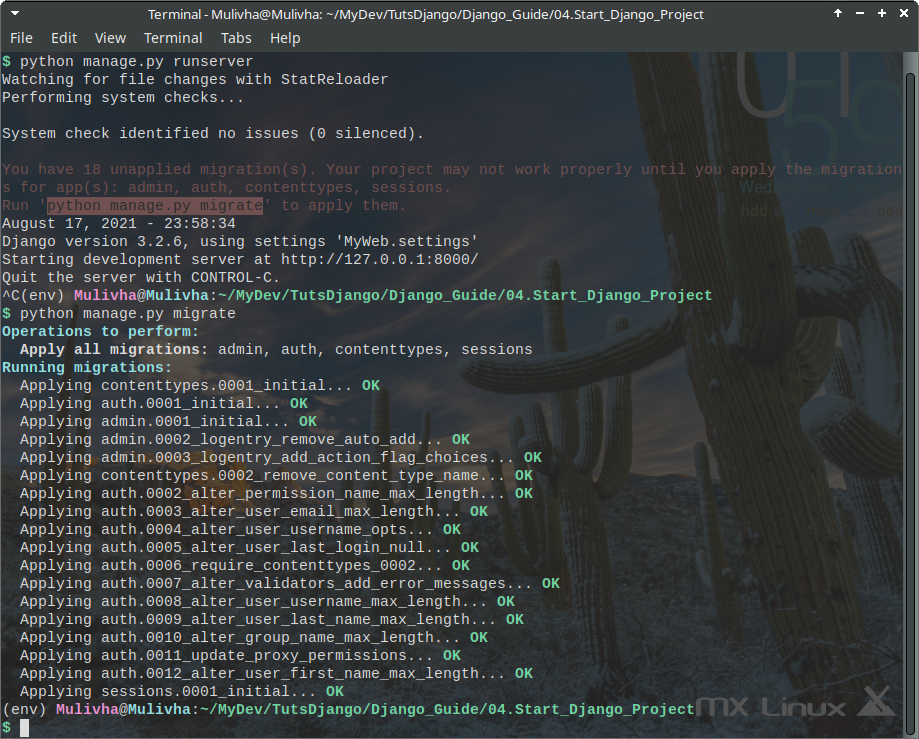 Terminal - Mulivha@Mulivha: ~/MyDev/TutsDjango/Django_Guide/04.Start_Django_Project
File Edit View Terminal Tabs Help
$ python manage.py runserver
Watching for file changes with StatReloader
Performing system checks...
System check identified no issues (0 silenced).
You have 18 unapplied migration(s). Your project may not work properly until you apply the migration
s for app(s): admin, auth, contenttypes, sessions.
Run 'python manage.py migrate' to apply them.
August 17, 2021 - 23:58:34
Django version 3.2.6, using settings 'MyWeb.settings'
Starting development server at http://127.0.0.1:8000/
Quit the server with CONTROL-C.
^C(env) Mulivha@Mulivha:~/MyDev/TutsDjango/Django_Guide/04.Start_Django_Project
$ python manage.py migrate
Operations to perform:
  Apply all migrations: admin, auth, contenttypes, sessions
Running migrations:
  Applying contenttypes.0001_initial... OK
  Applying auth.0001_initial... OK
  Applying admin.0001_initial... OK
  Applying admin.0002_logentry_remove_auto_add... OK
  Applying admin.0003_logentry_add_action_flag_choices... OK
  Applying contenttypes.0002_remove_content_type_name... OK
  Applying auth.0002_alter_permission_name_max_length... OK
  Applying auth.0003_alter_user_email_max_length... OK
  Applying auth.0004_alter_user_username_opts... OK
  Applying auth.0005_alter_user_last_login_null... OK
  Applying auth.0006_require_contenttypes_0002... OK
  Applying auth.0007_alter_validators_add_error_messages... OK
  Applying auth.0008_alter_user_username_max_length... OK
  Applying auth.0009_alter_user_last_name_max_length... OK
  Applying auth.0010_alter_group_name_max_length... OK
  Applying auth.0011_update_proxy_permissions... OK
  Applying auth.0012_alter_user_first_name_max_length... OK
  Applying sessions.0001_initial... OK
(env) Mulivha@Mulivha:~/MyDev/TutsDjango/Django_Guide/04.Start_Django_Project
$
mx Linux
59
hdd
cpu